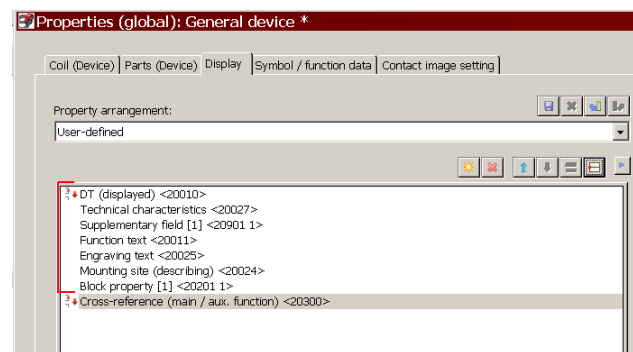 Properties (global): General device *
Coil (Device) Parts (Device) Display Symbol / function data Contact image setting
Property arrangement:
User-defined
DT (displayed) <20010>
Technical characteristics <20027>
Supplementary field [1] <20901 1>
Function text <20011>
Engraving text <20025>
Mounting site (describing) <20024>
Block property [1] <20201 1>
Cross-reference (main / aux. function) <20300>